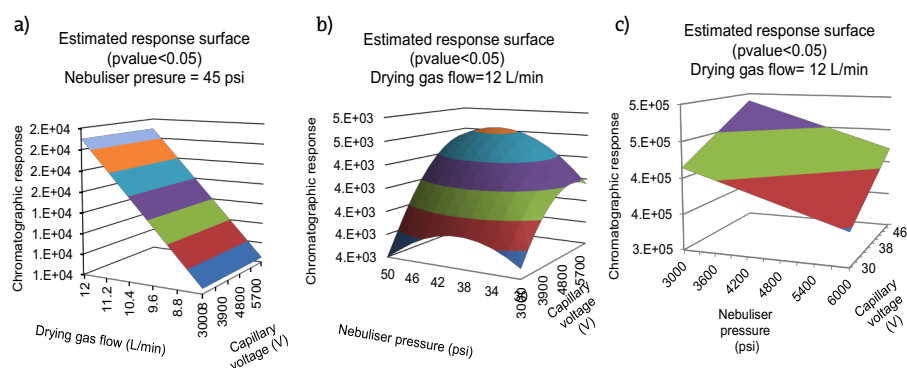 a)
Estimated response surface
(pvalue<0.05)
Nebuliser presure = 45 psi
Chromatographic response
2.E+04
2.E+04
2.E+04
2.E+04
1.E+04
1.E+04
1.E+04
1.E+04
12
11.2
10.4
9.6
8.8
8
3000
3900
4800
5700
Drying gas flow (L/min)
Capillary
voltage (V)
b)
Estimated response surface
(pvalue<0.05)
Drying gas flow=12 L/min
Chromatographic response
5.E+03
5.E+03
4.E+03
4.E+03
4.E+03
4.E+03
4.E+03
50
46
42
38
34
30
3000
3900
4800
5700
Nebuliser pressure (psi)
Capillary
voltage
(V)
c)
Estimated response surface
(pvalue<0.05)
Drying gas flow= 12 L/min
Chromatographic response
5.E+05
5.E+05
4.E+05
4.E+05
3.E+05
3000
3600
4200
4800
5400
6000
30
38
46
Nebuliser
pressure
(psi)
Capillary
voltage
(V)